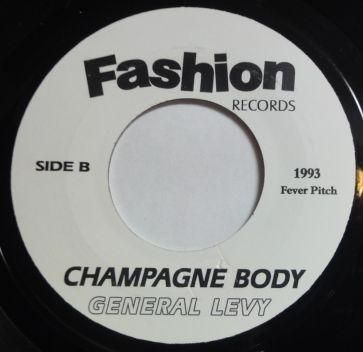 Fashion
RECORDS
SIDE B
1993
Fever Pitch
CHAMPAGNE BODY
GENERAL LEVY